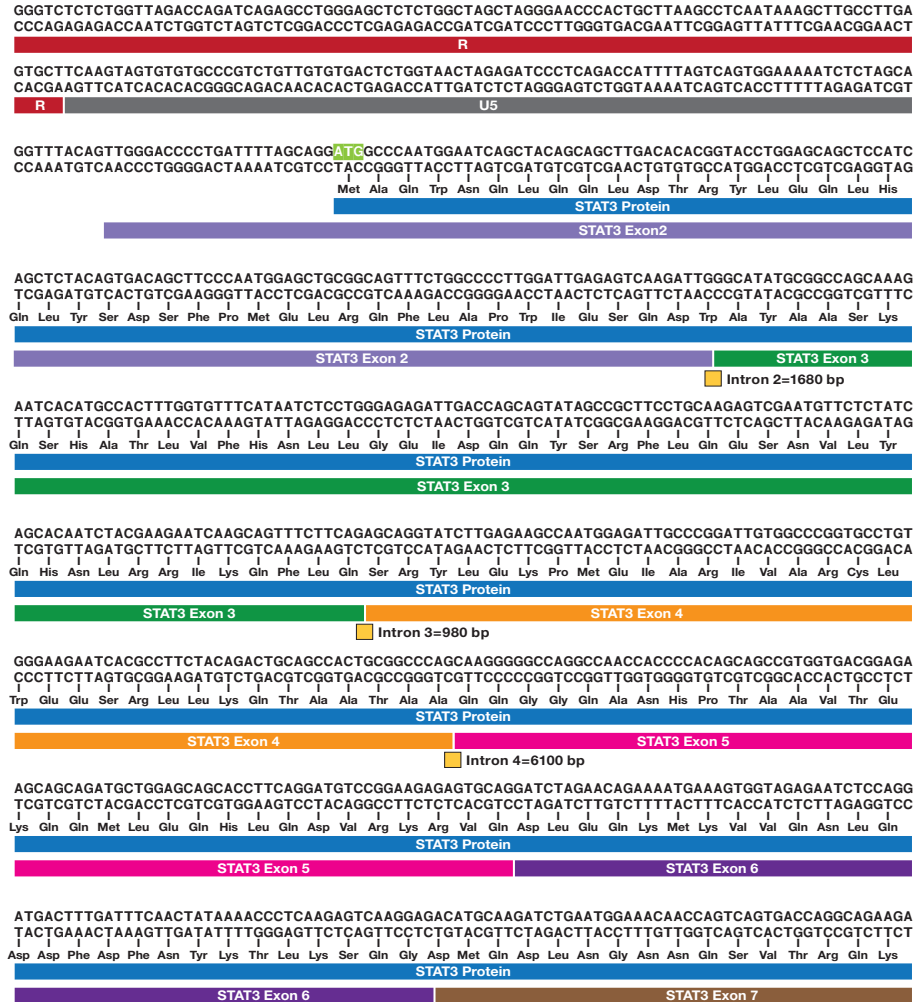 GGGTCTCTCTGGTTAGACCAGATCAGAGCCTGGGAGCTCTCTGGCTAGCTAGGGAACCCACTGCTTAAGCCTCAATAAAGCTTGCCTTGA
CCCAGAGAGACCAATCTGGTCTAGTCTCGGACCCTCGAGAGACCGATCGATCCCTTGGGTGACGAATTCGGAGTTATTTCGAACGGAACT
R
GTGCTTCAAGTAGTGTGTGCCCGTCTGTTGTGTGACTCTGGTAACTAGAGATCCCTCAGACCATTTTAGTCAGTGGAAAAATCTCTAGCA
CACGAAGTTCATCACACACGGGCAGACAACACACTGAGACCATTGATCTCTAGGGAGTCTGGTAAAATCAGTCACCTTTTTAGAGATCGT
R U5
GGTTTACAGTTGGGACCCCTGATTTTAGCAGGATGGCCCAATGGAATCAGCTACAGCAGCTTGACACACGGTACCTGGAGCAGCTCCATC
CCAAATGTCAACCCTGGGGACTAAAATCGTCCTACCGGGTTACCTTAGTCGATGTCGTCGAACTGTGTGCCATGGACCTCGTCGAGGTAG
Met Ala Gln Trp Asn Gln Leu Gln Gln Leu Asp Thr Arg Tyr Leu Glu Gln Leu His
STAT3 Protein
STAT3 Exon2
AGCTCTACAGTGACAGCTTCCCAATGGAGCTGCGGCAGTTTCTGGCCCCTTGGATTGAGAGTCAAGATTGGGCATATGCGGCCAGCAAAG
TCGAGATGTCACTGTCGAAGGGTTACCTCGACGCCGTCAAAGACCGGGGAACCTAACTCTCAGTTCTAACCCGTATACGCCGGTCGTTTC
Gln Leu Tyr Ser Asp Ser Phe Pro Met Glu Leu Arg Gln Phe Leu Ala Pro Trp Ile Glu Ser Gln Asp Trp Ala Tyr Ala Ala Ser Lys
STAT3 Protein
STAT3 Exon 2 STAT3 Exon 3
Intron 2=1680 bp
AATCACATGCCACTTTGGTGTTTCATAATCTCCTGGGAGAGATTGACCAGCAGTATAGCCGCTTCCTGCAAGAGTCGAATGTTCTCTATC
TTAGTGTACGGTGAAACCACAAAGTATTAGAGGACCCTCTCTAACTGGTCGTCATATCGGCGAAGGACGTTCTCAGCTTACAAGAGATAG
Gln Ser His Ala Thr Leu Val Phe His Asn Leu Leu Gly Glu Ile Asp Gln Gln Tyr Ser Arg Phe Leu Gln Glu Ser Asn Val Leu Tyr
STAT3 Protein
STAT3 Exon 3
AGCACAATCTACGAAGAATCAAGCAGTTTCTTCAGAGCAGGTATCTTGAGAAGCCAATGGAGATTGCCCGGATTGTGGCCCGGTGCCTGT
TCGTGTTAGATGCTTCTTAGTTCGTCAAAGAAGTCTCGTCCATAGAACTCTTCGGTTACCTCTAACGGGCCTAACACCGGGCCACGGACA
Gln His Asn Leu Arg Arg Ile Lys Gln Phe Leu Gln Ser Arg Tyr Leu Glu Lys Pro Met Glu Ile Ala Arg Ile Val Ala Arg Cys Leu
STAT3 Protein
STAT3 Exon 3 STAT3 Exon 4
Intron 3=980 bp
GGGAAGAATCACGCCTTCTACAGACTGCAGCCACTGCGGCCCAGCAAGGGGGCCAGGCCAACCACCCCACAGCAGCCGTGGTGACGGAGA
CCCTTCTTAGTGCGGAAGATGTCTGACGTCGGTGACGCCGGGTCGTTCCCCCGGTCCGGTTGGTGGGGTGTCGTCGGCACCACTGCCTCT
Trp Glu Glu Ser Arg Leu Leu Gln Thr Ala Ala Thr Ala Ala Gln Gln Gly Gly Gln Ala Asn His Pro Thr Ala Ala Val Thr Glu
STAT3 Protein
STAT3 Exon 4 STAT3 Exon 5
Intron 4=6100 bp
AGCAGCAGATGCTGGAGCAGCACCTTCAGGATGTCCGGAAGAGAGTGCAGGATCTAGAACAGAAAATGAAAGTGGTAGAGAATCTCCAGG
TCGTCGTCTACGACCTCGTCGTGGAAGTCCTACAGGCCTTCTCTCACGTCCTAGATCTTGTCTTTTACTTTCACCATCTCTTAGAGGTCC
Lys Gln Gln Met Leu Glu Gln His Leu Gln Asp Val Arg Lys Arg Val Gln Asp Leu Glu Gln Lys Met Lys Val Val Gln Asn Leu Gln
STAT3 Protein
STAT3 Exon 5 STAT3 Exon 6
ATGACTTTGATTTCAACTATAAAACCCTCAAGAGTCAAGGAGACATGCAAGATCTGAATGGAAACAACCAGTCAGTGACCAGGCAGAAGA
TACTGAAACTAAAGTTGATATTTTGGGAGTTCTCAGTTCCTCTGTACGTTCTAGACTTACCTTTGTTGGTCAGTCACTGGTCCGTCTTCT
Asp Asp Phe Asp Phe Asn Tyr Lys Thr Leu Lys Ser Gln Gly Asp Met Gln Asp Leu Asn Gly Asn Asn Gln Ser Val Thr Arg Gln Lys
STAT3 Protein
STAT3 Exon 6 STAT3 Exon 7